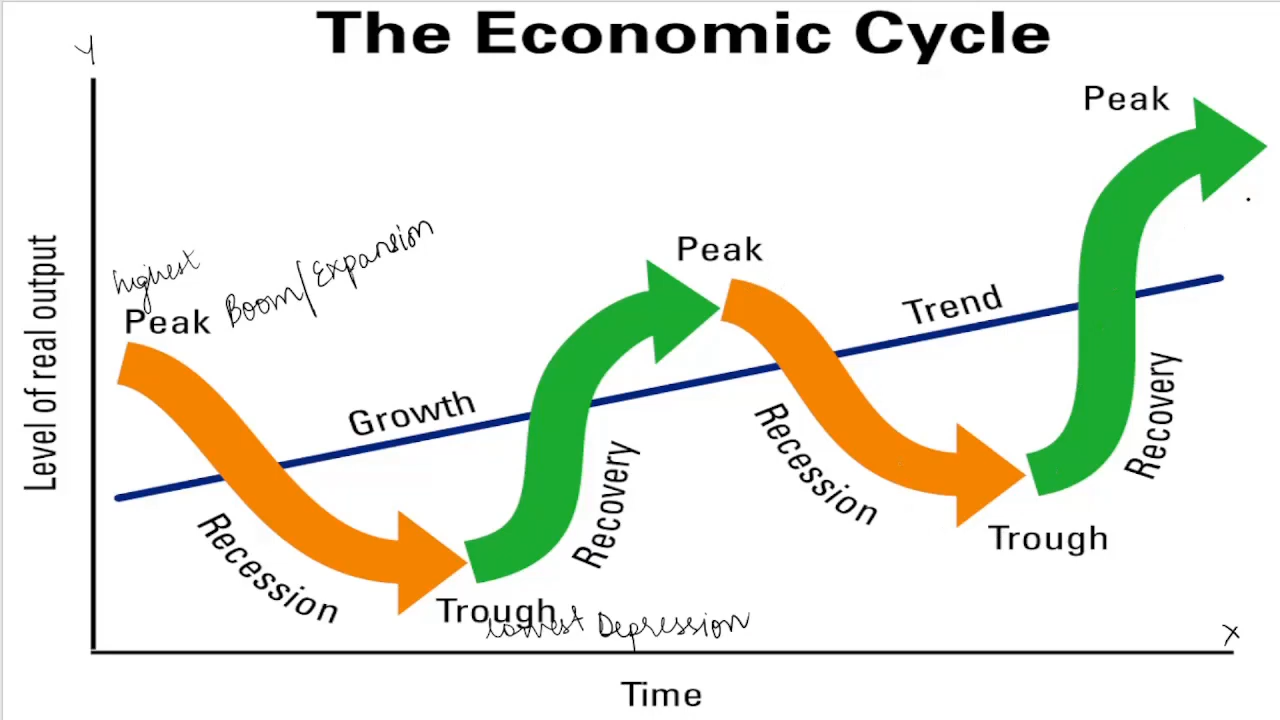 The Economic Cycle
Y
Peak
highest
Boom/Expansion
Peak
Peak
Level of real output
Trend
Growth
Recession
Recovery
Recession
Recovery
Trough
Trough
lowest Depression
X
Time